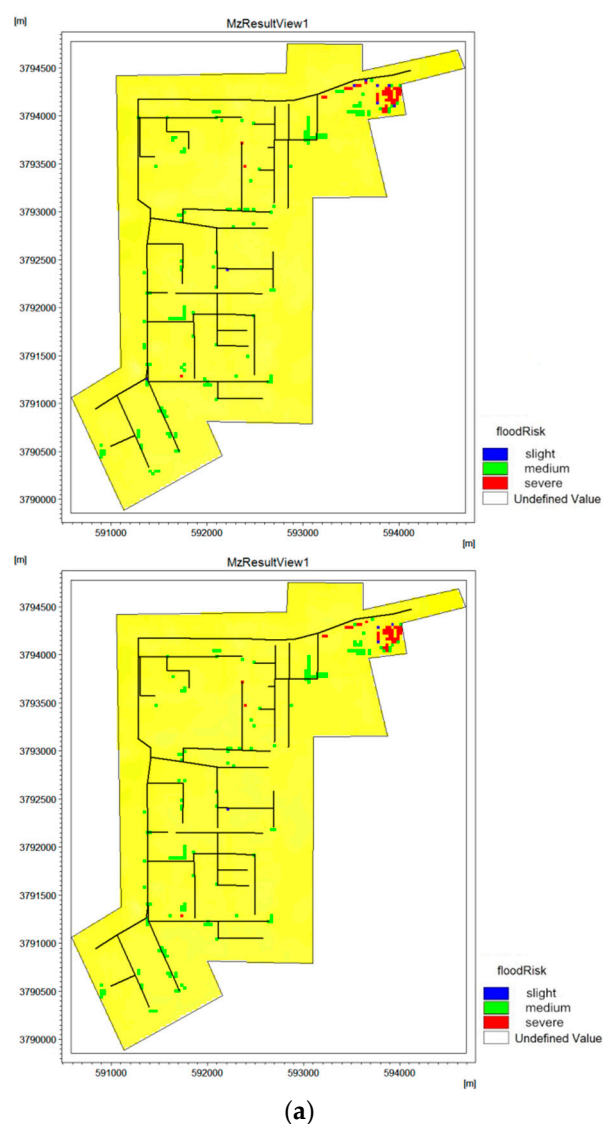 [m]
MzResultView1
3794500
3794000
3793500
3793000
3792500
3792000
3791500
3791000
3790500
3790000
floodRisk
slight
medium
severe
Undefined Value
591000 592000 593000 594000
[m]
[m]
MzResultView1
3794500
3794000
3793500
3793000
3792500
3792000
3791500
3791000
3790500
3790000
floodRisk
slight
medium
severe
Undefined Value
591000 592000 593000 594000
[m]
(a)